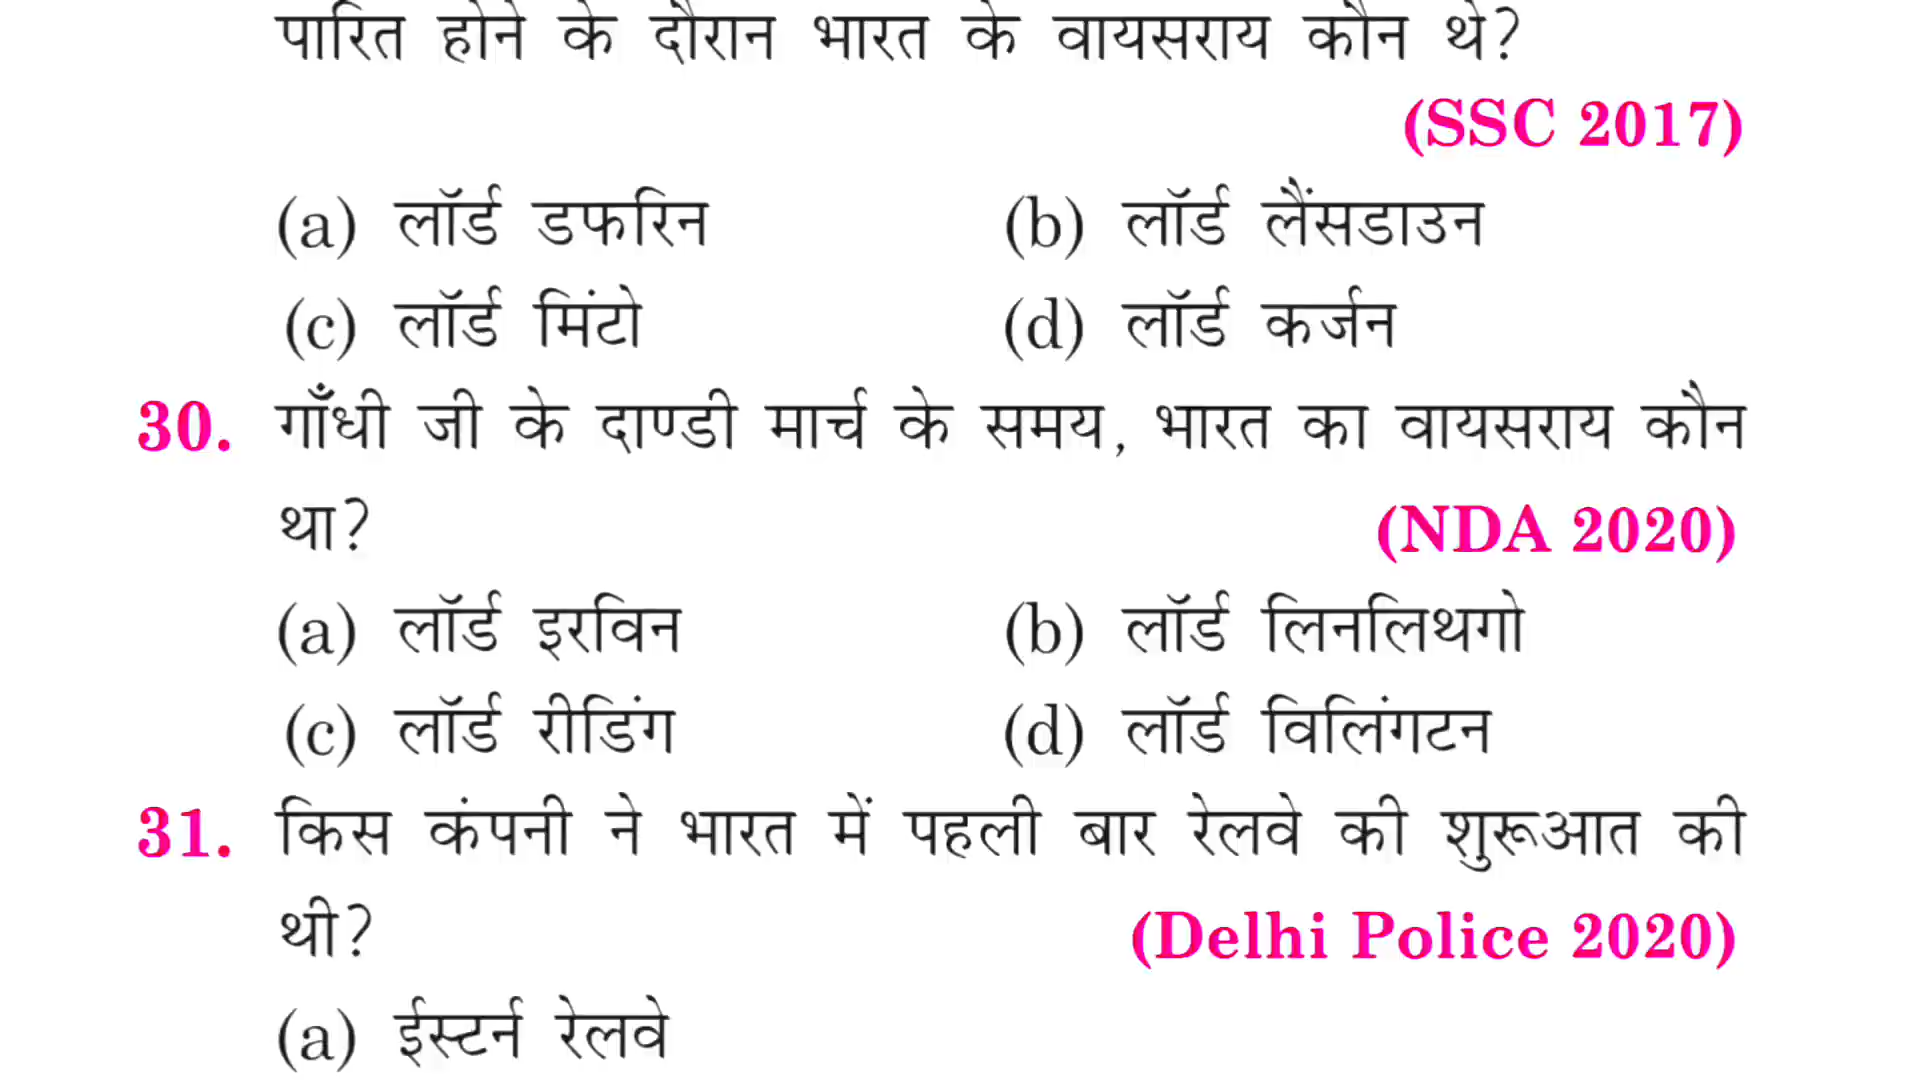 पारित होने के दौरान भारत के वायसराय कौन थे?
(SSC 2017)
(a) लॉर्ड डफरिन (b) लॉर्ड लैंसडाउन
(c) लॉर्ड मिंटो (d) लॉर्ड कर्जन
30. गाँधी जी के दाण्डी मार्च के समय, भारत का वायसराय कौन
था? (NDA 2020)
(a) लॉर्ड इरविन (b) लॉर्ड लिनलिथगो
(c) लॉर्ड रीडिंग (d) लॉर्ड विलिंगटन
31. किस कंपनी ने भारत में पहली बार रेलवे की शुरूआत की
थी? (Delhi Police 2020)
(a) ईस्टर्न रेलवे